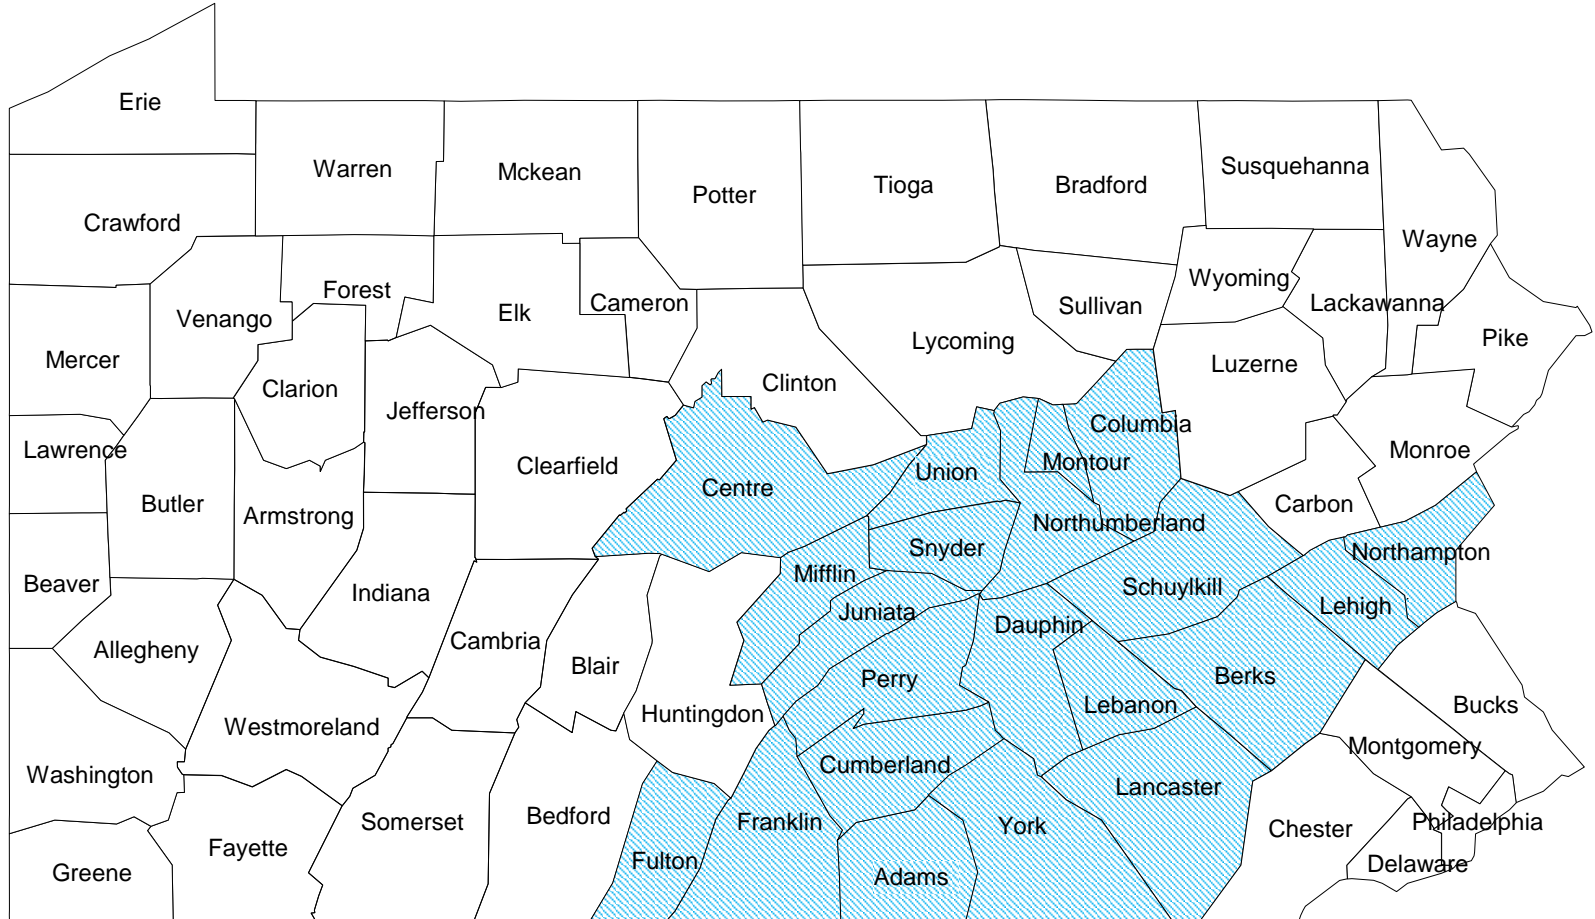 Erie
Warren
Mckean
Susquehanna
Potter
Tioga
Bradford
Crawford
Wayne
Wyoming
Forest
Cameron
Lackawanna
Sullivan
Venango
Elk
Pike
Lycoming
Mercer
Luzerne
Clinton
Clarion
Jefferson
Columbia
Lawrence
Monroe
Montour
Clearfield
Union
Centre
Butler
Carbon
Armstrong
Northumberland
Snyder
Northampton
Mifflin
Beaver
Schuylkill
Indiana
Lehigh
Juniata
Dauphin
Cambria
Allegheny
Blair
Berks
Perry
Lebanon
Bucks
Huntingdon
Westmoreland
Montgomery
Cumberland
Washington
Lancaster
Bedford
Somerset
Franklin
Philadelphia
York
Chester
Fayette
Fulton
Delaware
Greene
Adams